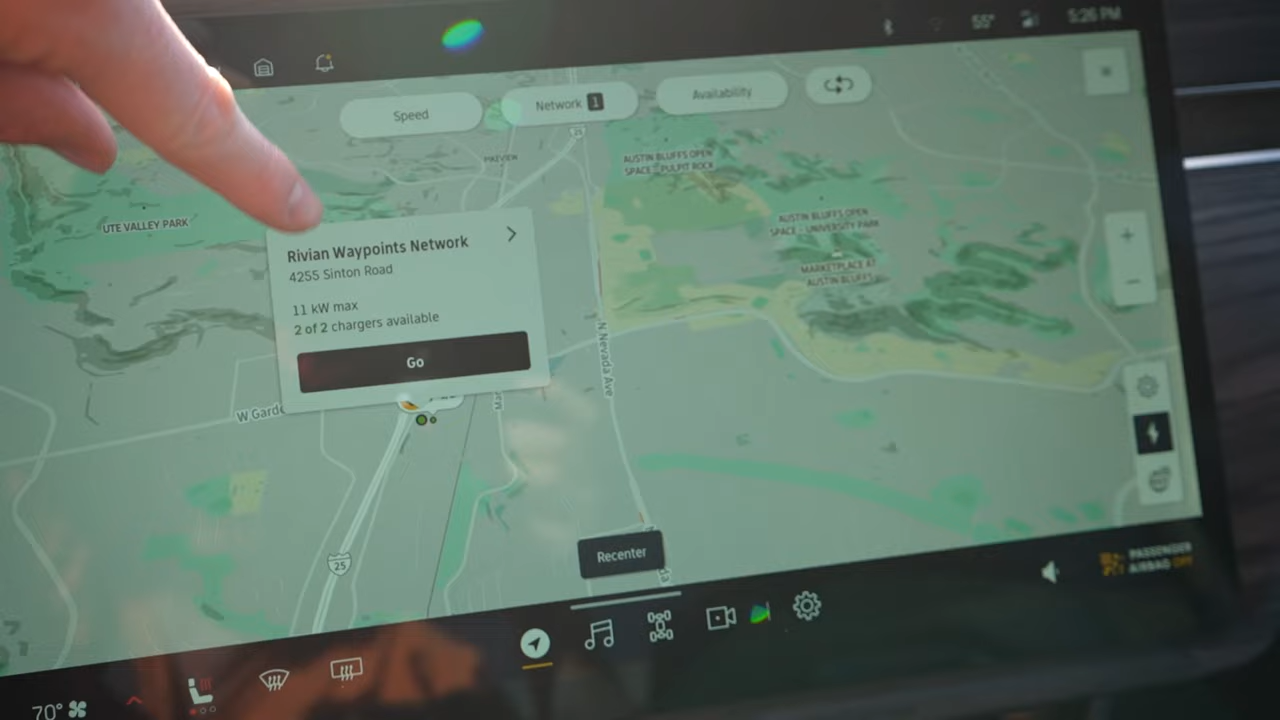 55°
5:26 PM
Speed
Network 1
Availability
25
PIKEVIEW
AUSTIN BLUFFS OPEN
SPACE - PULPIT ROCK
UTE VALLEY PARK
AUSTIN BLUFFS OPEN
SPACE - UNIVERSITY PARK
MARKETPLACE AT
AUSTIN BLUFFS
Rivian Waypoints Network
4255 Sinton Road
11 kW max
2 of 2 chargers available
Go
N Nevada Ave
W Garde
+
−
25
Recenter
PASSENGER
AIRBAG OFF
70°